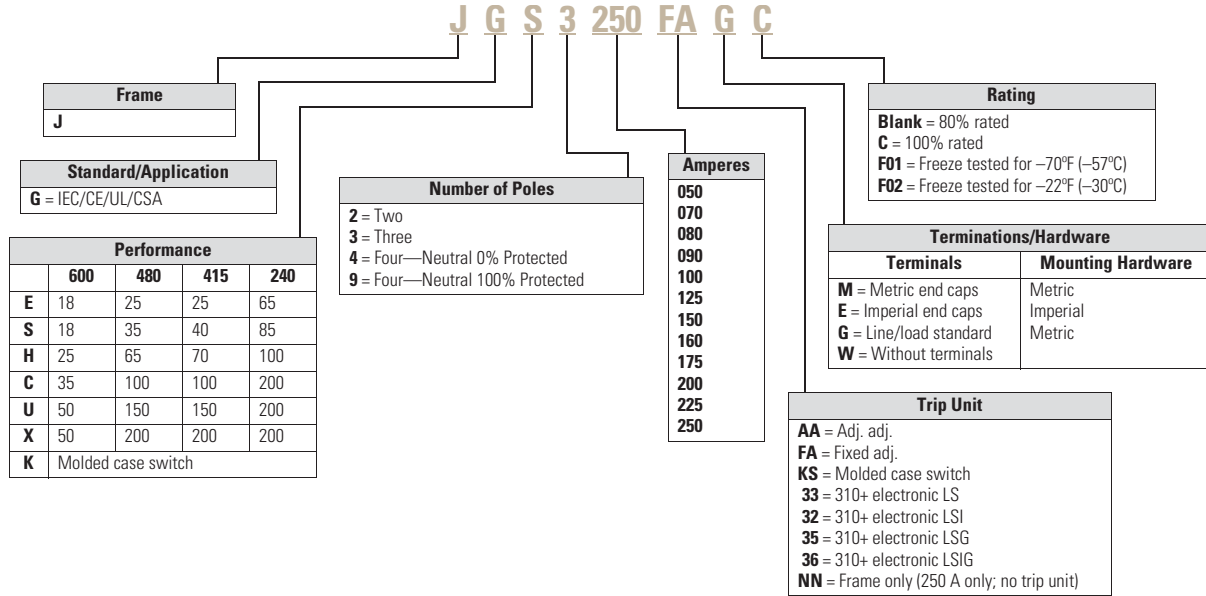 J G S 3 250 FA G C
Frame
J
Standard/Application
G = IEC/CE/UL/CSA
Performance
600 480 415 240
E 18 25 25 65
S 18 35 40 85
H 25 65 70 100
C 35 100 100 200
U 50 150 150 200
X 50 200 200 200
K Molded case switch
Number of Poles
2 = Two
3 = Three
4 = Four—Neutral 0% Protected
9 = Four—Neutral 100% Protected
Amperes
050
070
080
090
100
125
150
160
175
200
225
250
Rating
Blank = 80% rated
C = 100% rated
F01 = Freeze tested for –70ºF (–57ºC)
F02 = Freeze tested for –22ºF (–30ºC)
Terminations/Hardware
Terminals Mounting Hardware
M = Metric end caps Metric
E = Imperial end caps Imperial
G = Line/load standard Metric
W = Without terminals
Trip Unit
AA = Adj. adj.
FA = Fixed adj.
KS = Molded case switch
33 = 310+ electronic LS
32 = 310+ electronic LSI
35 = 310+ electronic LSG
36 = 310+ electronic LSIG
NN = Frame only (250 A only; no trip unit)